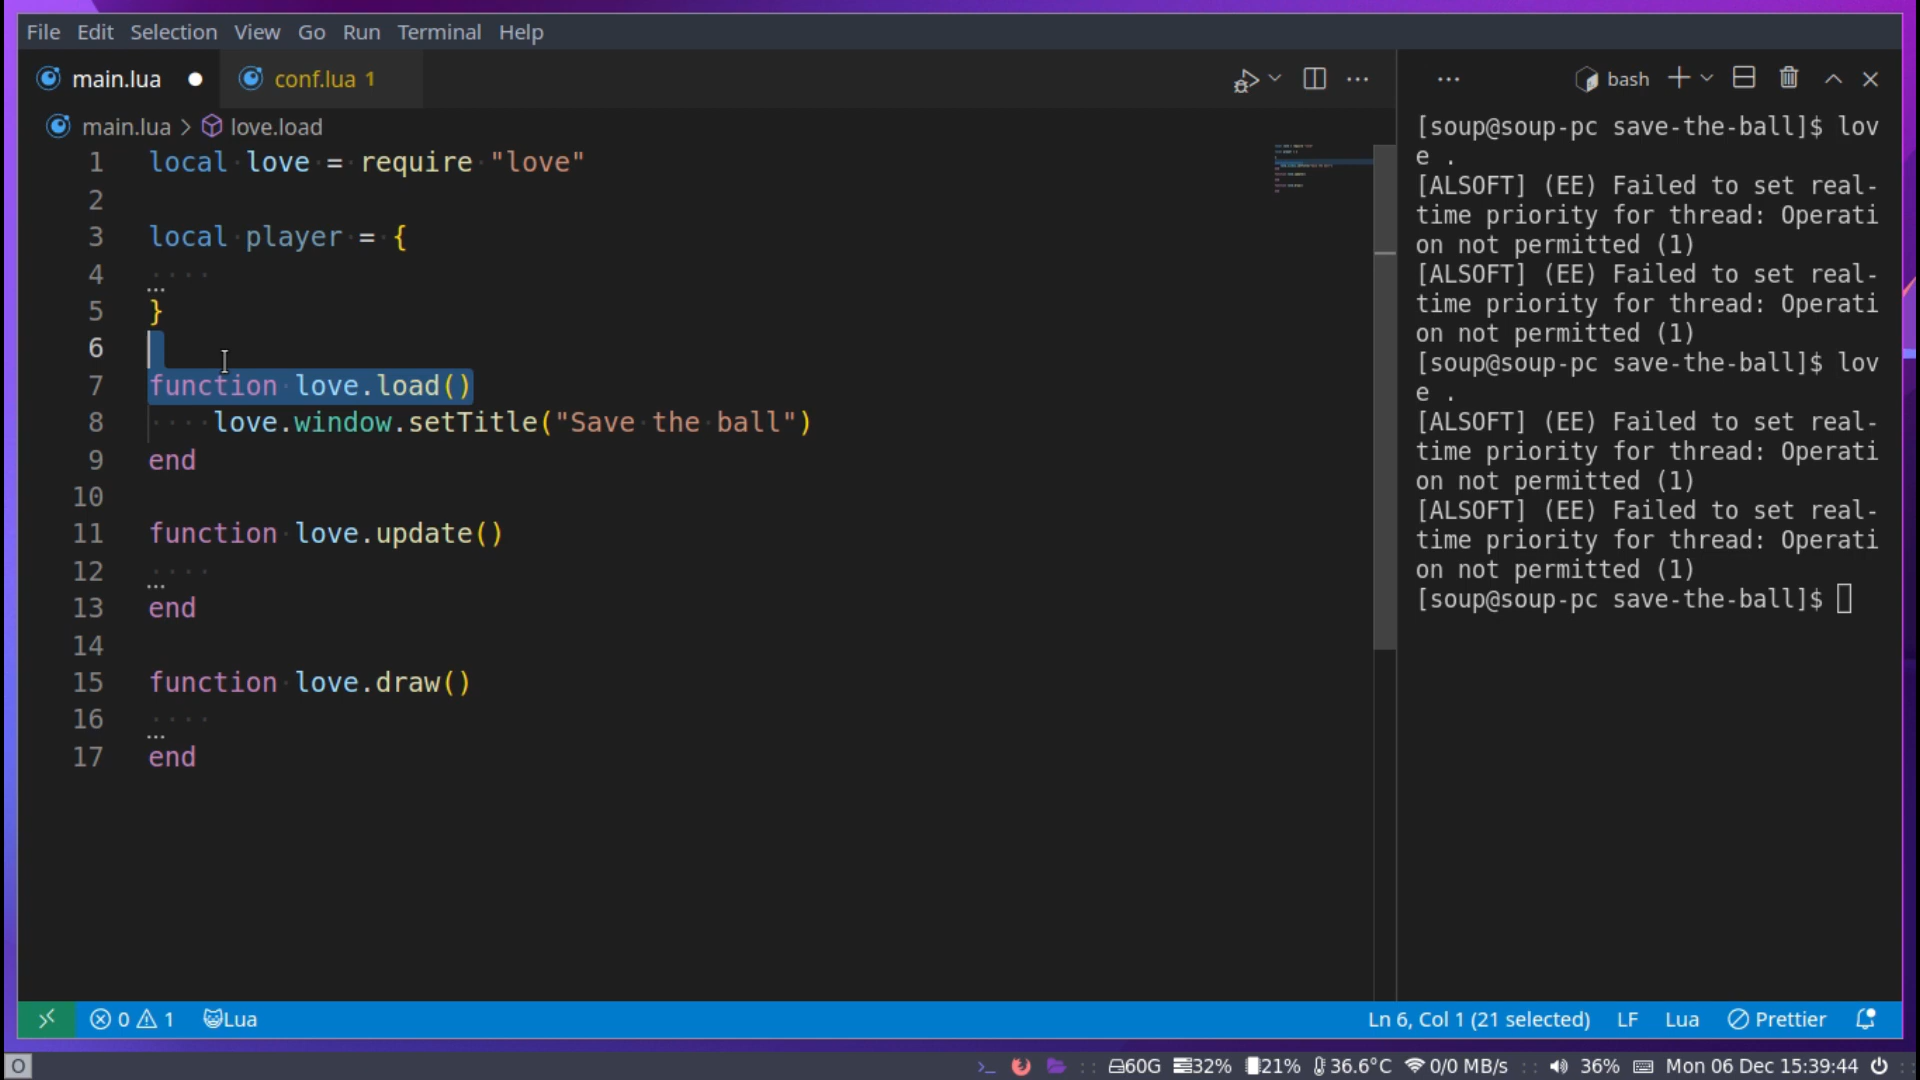 File Edit Selection View Go Run Terminal Help
main.lua conf.lua 1
bash
main.lua > love.load
1 local love = require "love"
2
3 local player = {
4
5 }
6
7 function love.load()
8 love.window.setTitle("Save the ball")
9 end
10
11 function love.update()
12
13 end
14
15 function love.draw()
16
17 end
[soup@soup-pc save-the-ball]$ lov
e .
[ALSOFT] (EE) Failed to set real-
time priority for thread: Operati
on not permitted (1)
[ALSOFT] (EE) Failed to set real-
time priority for thread: Operati
on not permitted (1)
[soup@soup-pc save-the-ball]$ lov
e .
[ALSOFT] (EE) Failed to set real-
time priority for thread: Operati
on not permitted (1)
[ALSOFT] (EE) Failed to set real-
time priority for thread: Operati
on not permitted (1)
[soup@soup-pc save-the-ball]$
0 1 Lua Ln 6, Col 1 (21 selected) LF Lua Prettier
O 60G 32% 21% 36.6°C 0/0 MB/s 36% Mon 06 Dec 15:39:44